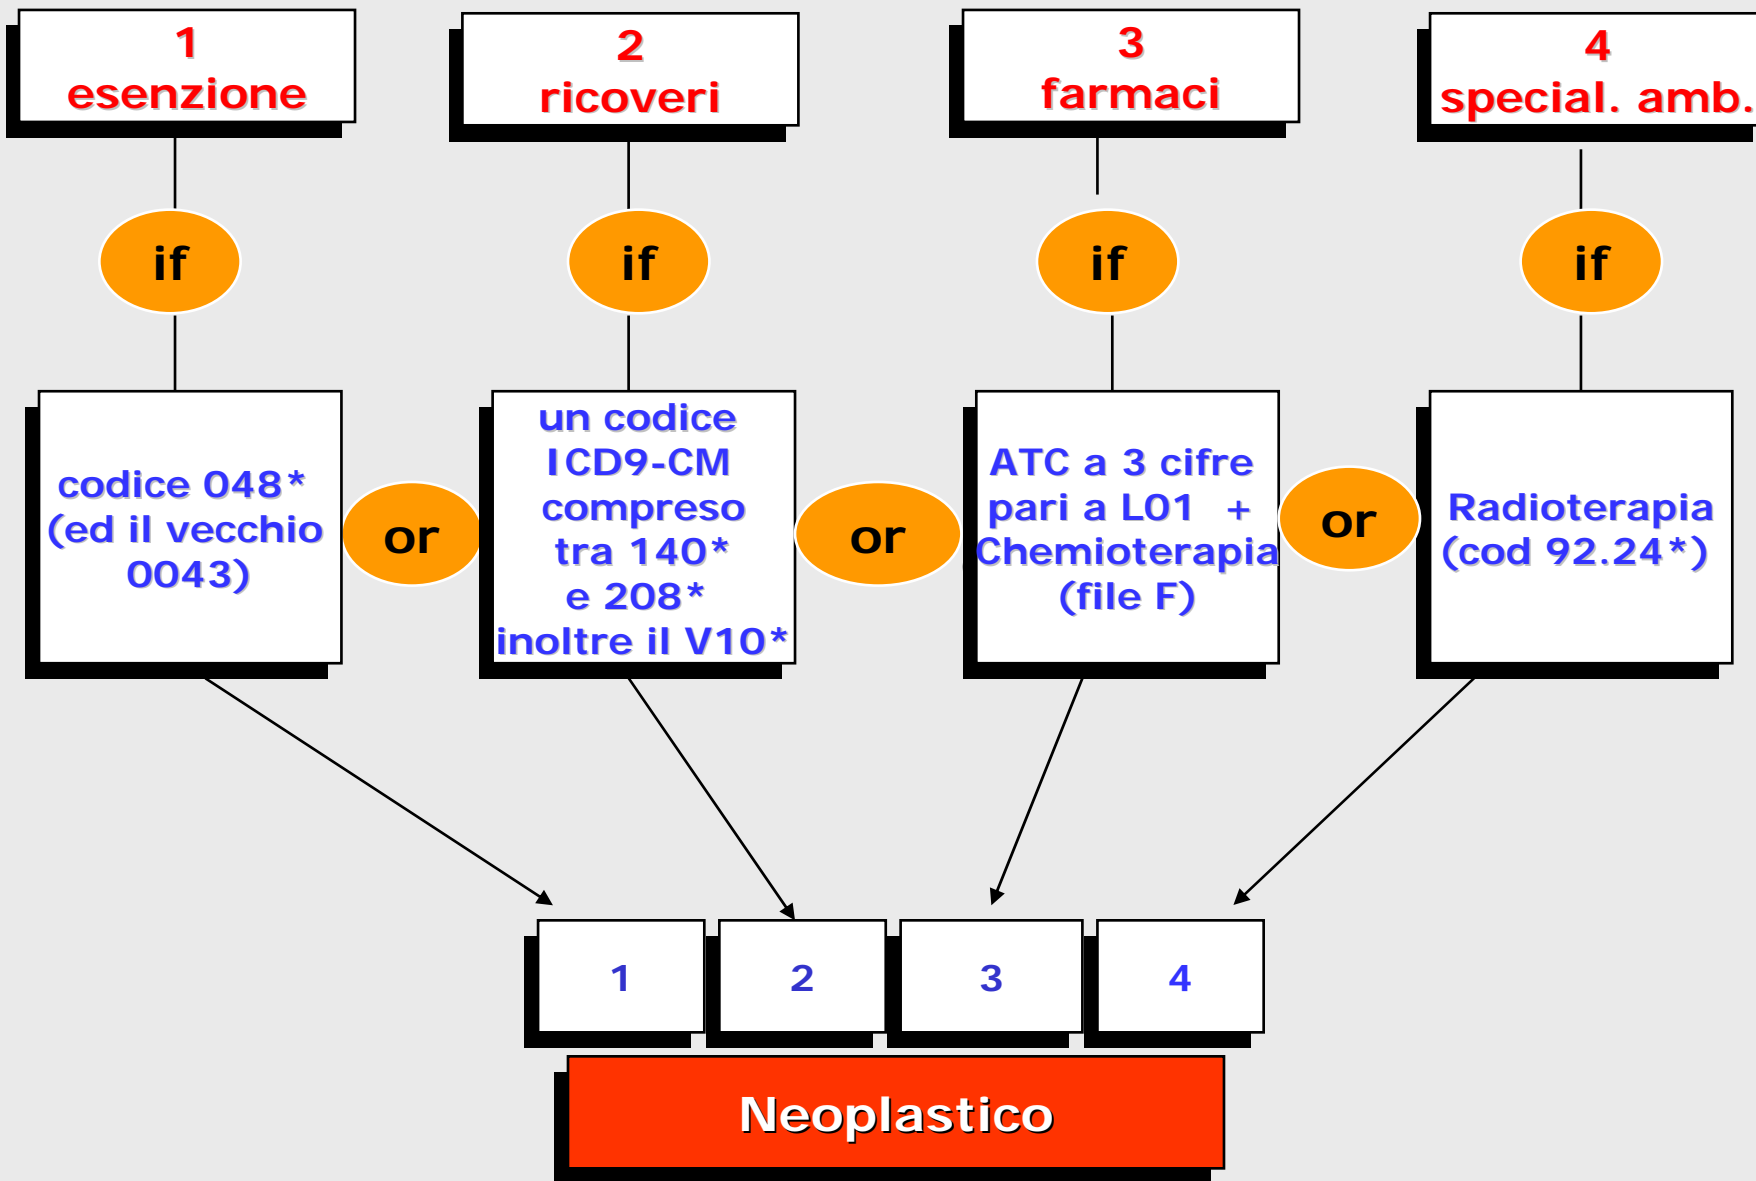 1
esenzione
2
ricoveri
3
farmaci
4
special. amb.
if
if
if
if
codice 048*
(ed il vecchio
0043)
or
un codice
ICD9-CM
compreso
tra 140*
e 208*
inoltre il V10*
or
ATC a 3 cifre
pari a L01 +
Chemioterapia
(file F)
or
Radioterapia
(cod 92.24*)
1
2
3
4
Neoplastico